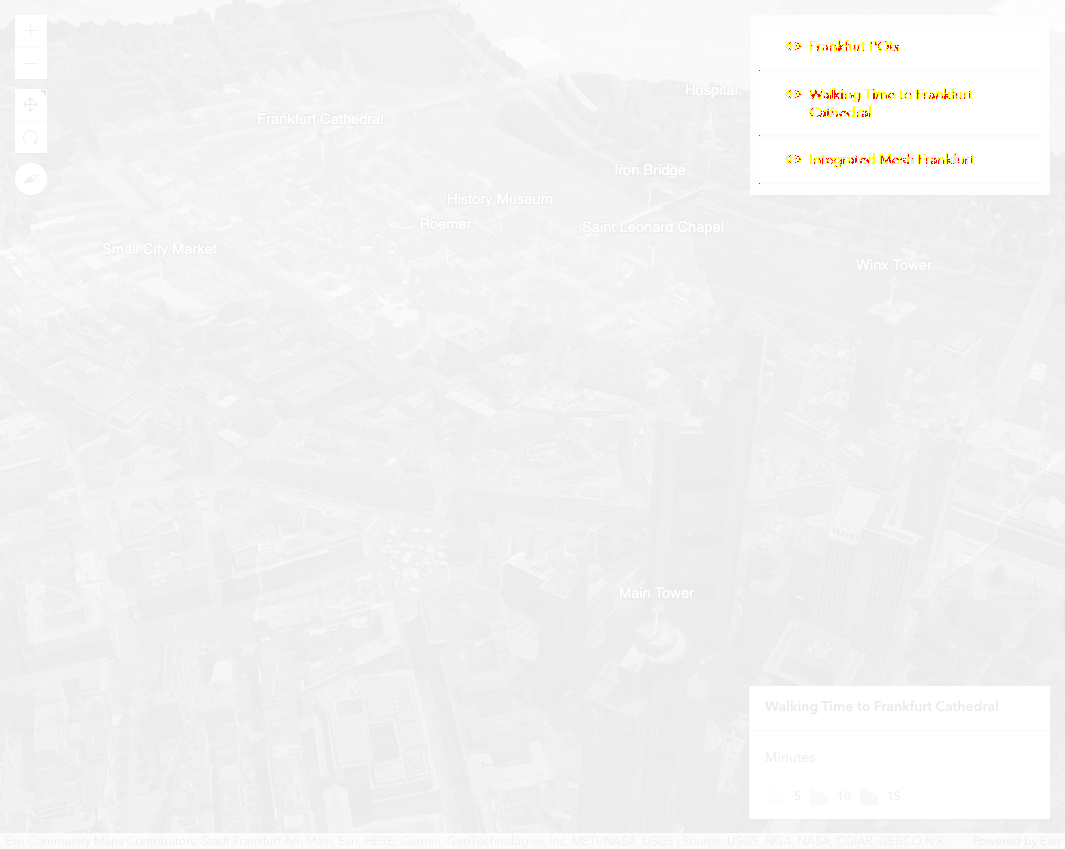 Frankfurt POIs
Walking Time to Frankfurt
Cathedral
Integrated Mesh Frankfurt
Hospital
Frankfurt Cathedral
Iron Bridge
History Museum
Roemer
Saint Leonard Chapel
Small City Market
Winx Tower
Main Tower
Walking Time to Frankfurt Cathedral
Minutes
5 10 15
Esri Community Maps Contributors, Stadt Frankfurt Am Main, Esri, HERE, Garmin, GeoTechnologies, Inc, METI/NASA, USGS | Source: USGS, NGA, NASA, CGIAR, GEBCO,N.R... Powered by Esri